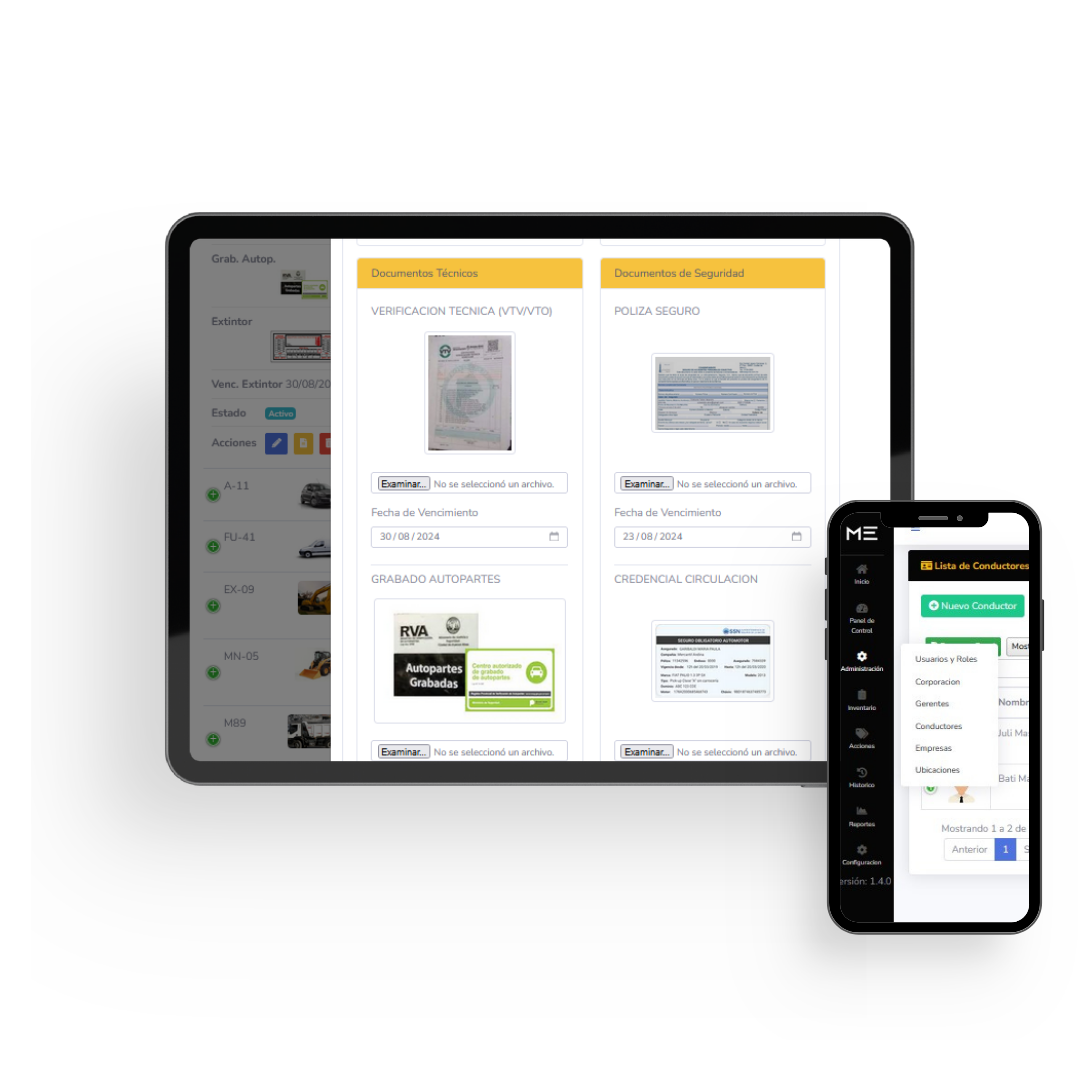 Grab. Autop.
Extintor
Venc. Extintor 30/08/20
Estado
Activo
Acciones
A-11
FU-41
EX-09
MN-05
M89
Documentos Técnicos
VERIFICACION TECNICA (VTV/VTO)
Examinar... No se seleccionó un archivo.
Fecha de Vencimiento
30/08/2024
GRABADO AUTOPARTES
RVA
Autopartes
Grabadas
Centro autorizado
de grabado
de autopartes
Examinar... No se seleccionó un archivo.
Documentos de Seguridad
POLIZA SEGURO
Examinar... No se seleccionó un archivo.
Fecha de Vencimiento
23/08/2024
CREDENCIAL CIRCULACION
SSN
SEGURO OBLIGATORIO AUTOMOTOR
Examinar... No se seleccionó un archivo.
ME
Inicio
Panel de
Control
Administración
Inventario
Acciones
Historico
Reportes
Configuracion
ersión: 1.4.0
Lista de Conductores
Nuevo Conductor
Most
Usuarios y Roles
Corporacion
Gerentes
Conductores
Empresas
Ubicaciones
Nombr
Juli Ma
Bati Ma
Mostrando 1 a 2 de
Anterior 1 S